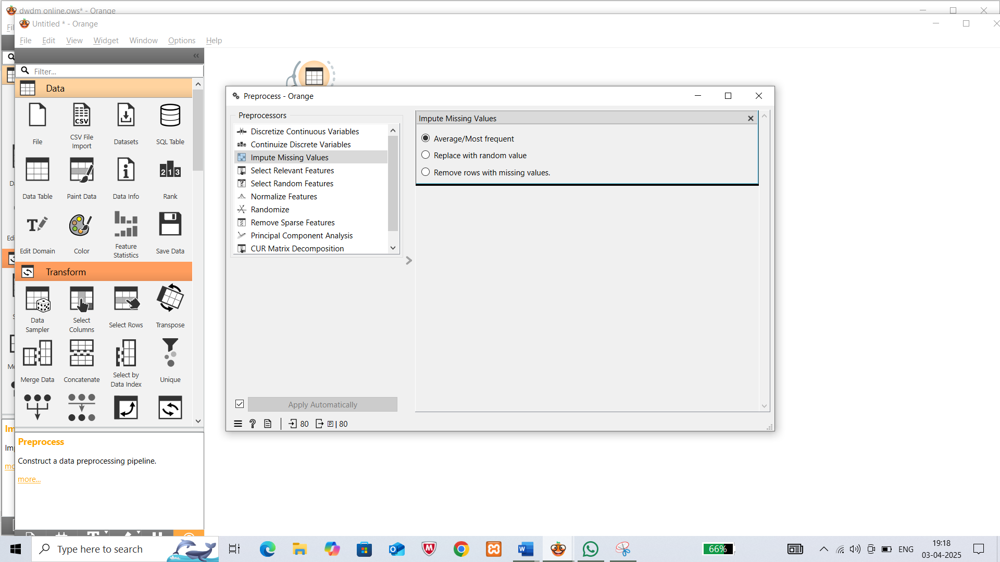 dwdm online.ows* - Orange
Untitled * - Orange
File Edit View Widget Window Options Help
Filter...
Data
File
CSV File Import
Datasets
SQL Table
Data Table
Paint Data
Data Info
Rank
Edit Domain
Color
Feature Statistics
Save Data
Transform
Data Sampler
Select Columns
Select Rows
Transpose
Merge Data
Concatenate
Select by Data Index
Unique
Preprocess
Construct a data preprocessing pipeline.
more...
Preprocess - Orange
Preprocessors
Discretize Continuous Variables
Continuize Discrete Variables
Impute Missing Values
Select Relevant Features
Select Random Features
Normalize Features
Randomize
Remove Sparse Features
Principal Component Analysis
CUR Matrix Decomposition
Apply Automatically
80
| 80
Impute Missing Values
Average/Most frequent
Replace with random value
Remove rows with missing values.
Type here to search
66%
ENG
19:18
03-04-2025